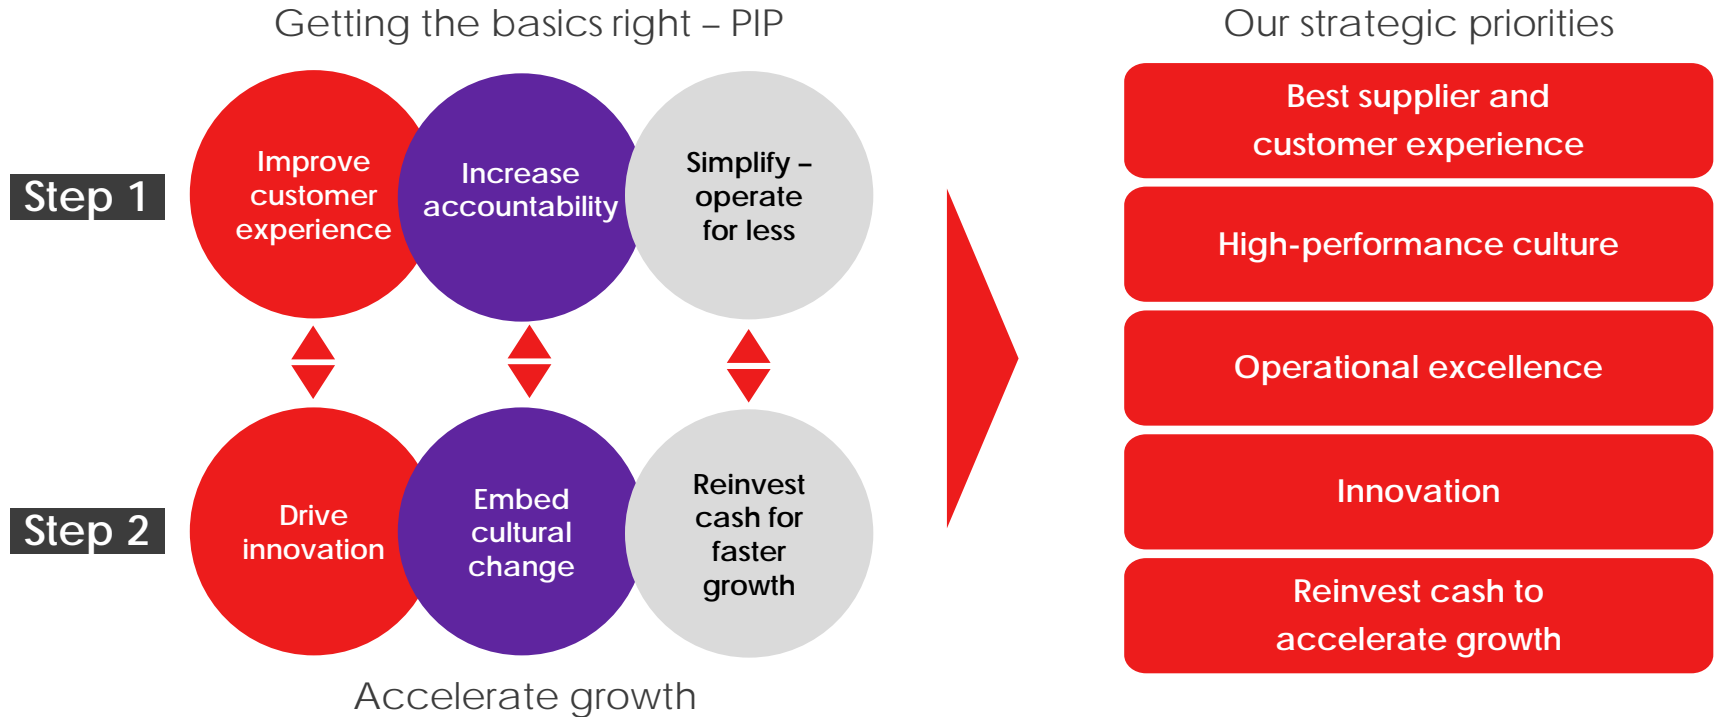 Getting the basics right – PIP
Our strategic priorities
Step 1
Improve
customer
experience
Increase
accountability
Simplify –
operate
for less
Step 2
Drive
innovation
Embed
cultural
change
Reinvest
cash for
faster
growth
Accelerate growth
Best supplier and
customer experience
High-performance culture
Operational excellence
Innovation
Reinvest cash to
accelerate growth